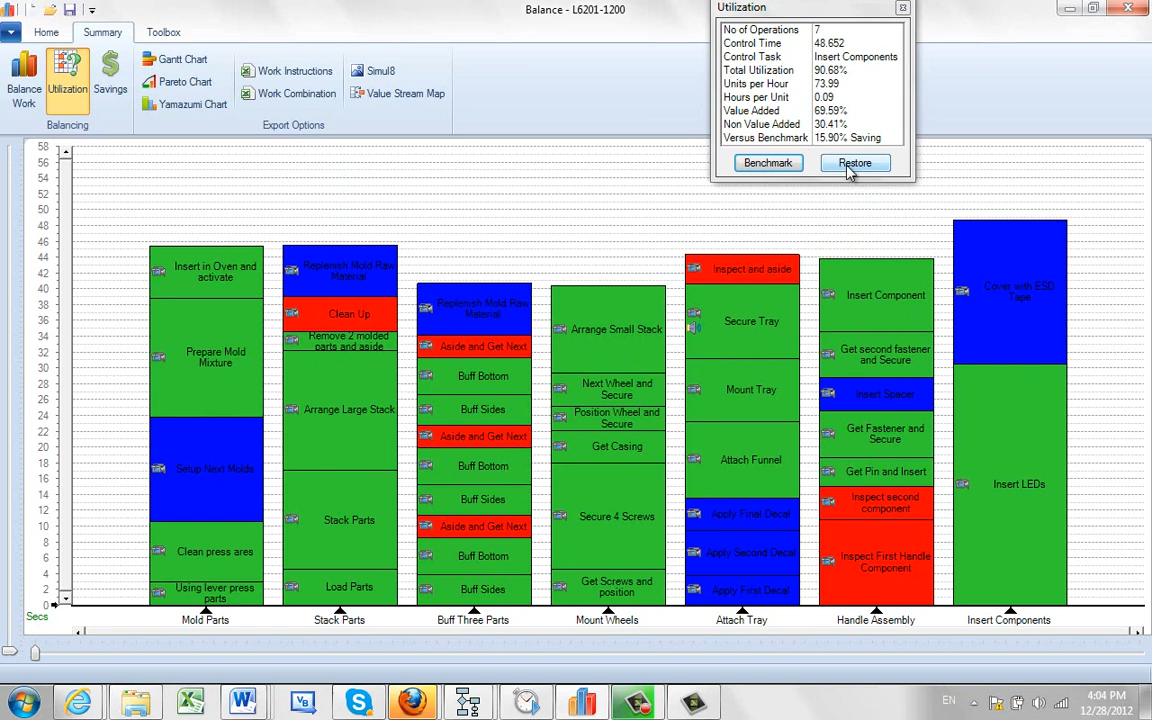 Balance - L6201-1200
Utilization
Home
Summary
Toolbox
Balance
Work
Utilization
Savings
Balancing
Gantt Chart
Pareto Chart
Yamazumi Chart
Work Instructions
Work Combination
Simul8
Value Stream Map
Export Options
No of Operations 7
Control Time 48.652
Control Task Insert Components
Total Utilization 90.68%
Units per Hour 73.99
Hours per Unit 0.09
Value Added 69.59%
Non Value Added 30.41%
Versus Benchmark 15.90% Saving
Benchmark
Restore
58
56
54
52
50
48
46
44
42
40
38
36
34
32
30
28
26
24
22
20
18
16
14
12
10
8
6
4
2
0
Secs
Insert in Oven and
activate
Prepare Mold
Mixture
Setup Next Molds
Clean press ares
Using lever press
parts
Mold Parts
Replenish Mold Raw
Material
Clean Up
Remove 2 molded
parts and aside
Arrange Large Stack
Stack Parts
Load Parts
Stack Parts
Replenish Mold Raw
Material
Aside and Get Next
Buff Bottom
Buff Sides
Aside and Get Next
Buff Bottom
Buff Sides
Aside and Get Next
Buff Bottom
Buff Sides
Buff Three Parts
Arrange Small Stack
Next Wheel and
Secure
Position Wheel and
Secure
Get Casing
Secure 4 Screws
Get Screws and
position
Mount Wheels
Inspect and aside
Secure Tray
Mount Tray
Attach Funnel
Apply Final Decal
Apply Second Decal
Apply First Decal
Attach Tray
Insert Component
Get second fastener
and Secure
Insert Spacer
Get Fastener and
Secure
Get Pin and Insert
Inspect second
component
Inspect First Handle
Component
Handle Assembly
Cover with ESD
Tape
Insert LEDs
Insert Components
EN
4:04 PM
12/28/2012